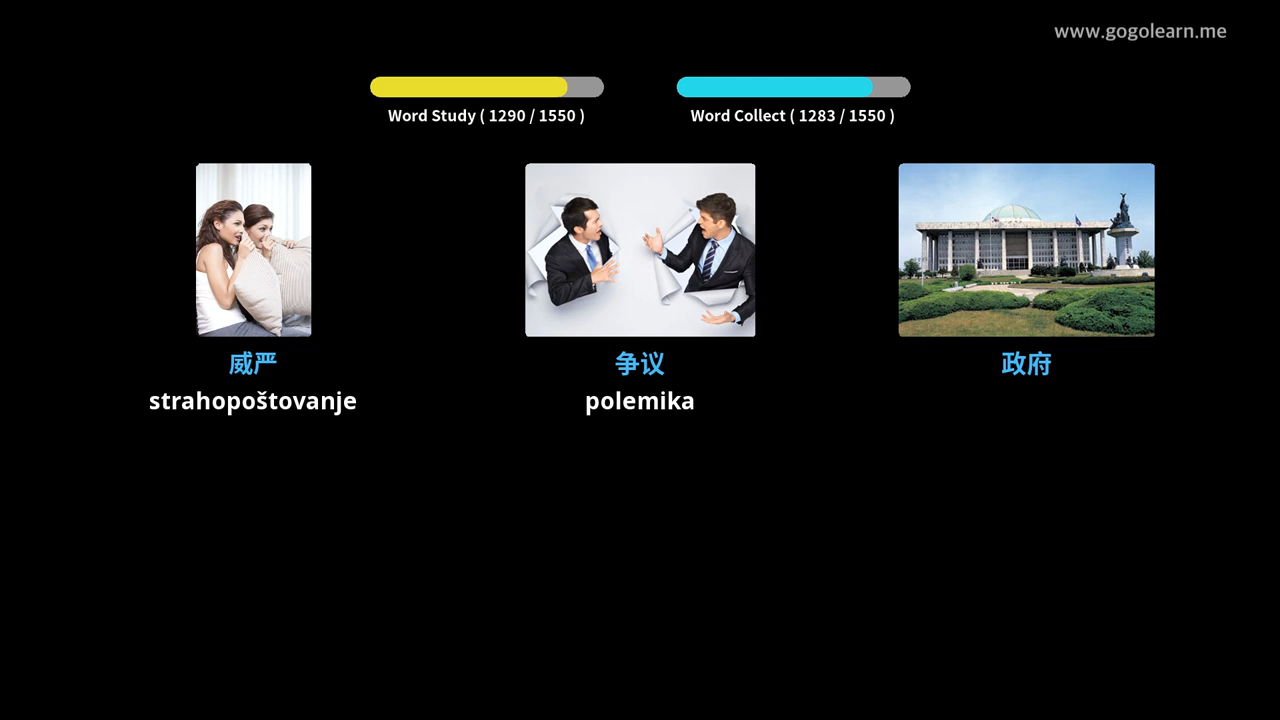 www.gogolearn.me
Word Study ( 1290 / 1550 )
Word Collect ( 1283 / 1550 )
威严
strahopoštovanje
争议
polemika
政府